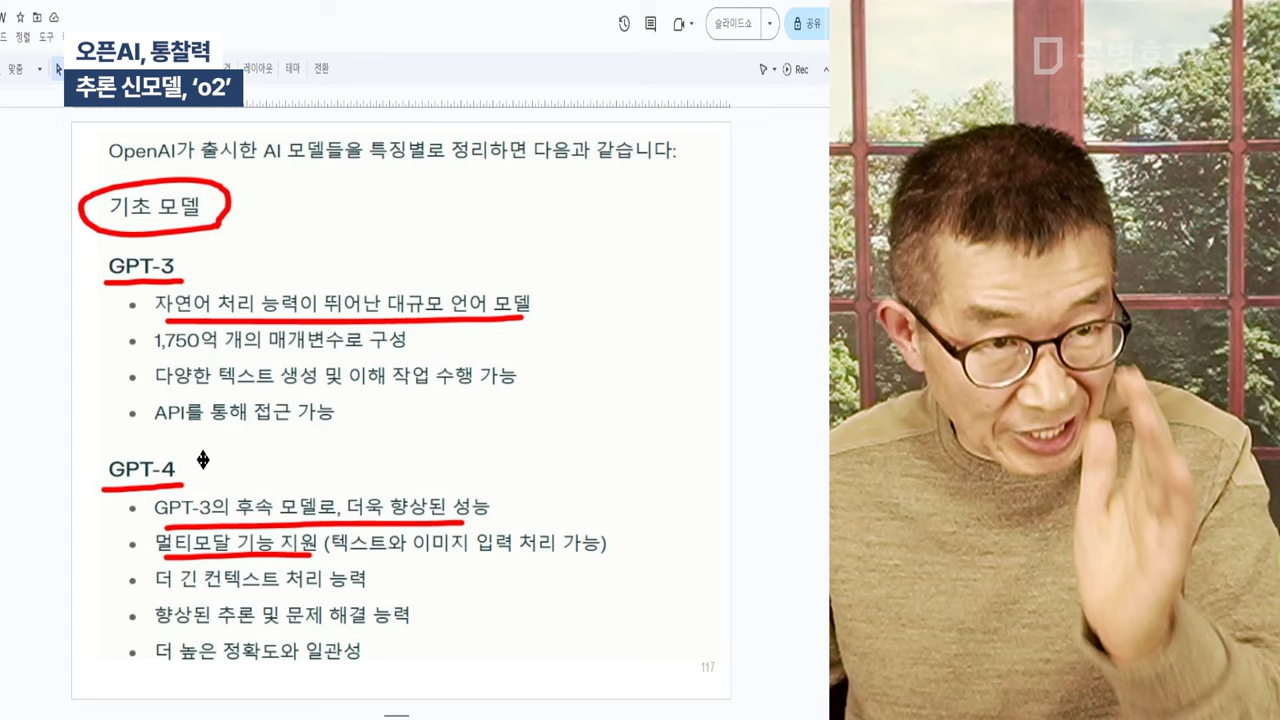 오픈AI, 통찰력
추론 신모델, ‘o2’
정렬 도구
슬라이드쇼
공유
맞춤
레이아웃 테마 전환
Rec
OpenAI가 출시한 AI 모델들을 특징별로 정리하면 다음과 같습니다:
기초 모델
GPT-3
• 자연어 처리 능력이 뛰어난 대규모 언어 모델
• 1,750억 개의 매개변수로 구성
• 다양한 텍스트 생성 및 이해 작업 수행 가능
• API를 통해 접근 가능
GPT-4
• GPT-3의 후속 모델로, 더욱 향상된 성능
• 멀티모달 기능 지원 (텍스트와 이미지 입력 처리 가능)
• 더 긴 컨텍스트 처리 능력
• 향상된 추론 및 문제 해결 능력
• 더 높은 정확도와 일관성
117